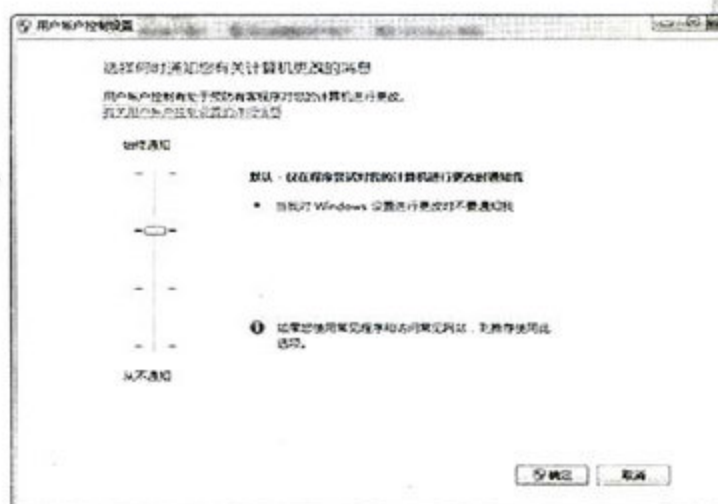 用户帐户控制设置
选择何时通知您有关计算机更改的消息
用户帐户控制有助于预防有害程序对您的计算机进行更改。
有关用户帐户控制设置的详细信息
始终通知
默认 - 仅在程序尝试对我的计算机进行更改时通知我
• 当我对 Windows 设置进行更改时不要通知我
如果您使用常见程序和访问常见网站，则推荐使用此
选项。
从不通知
确定
取消